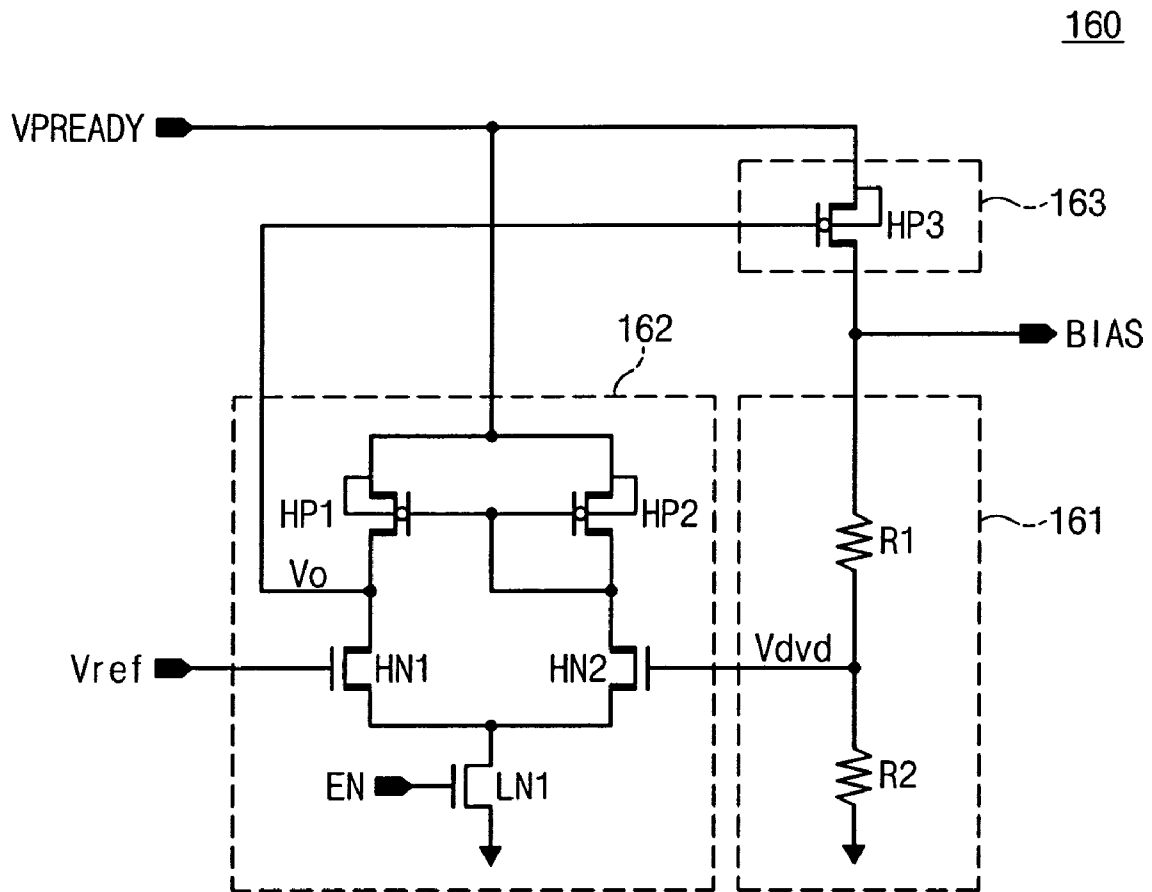 160
VPREADY
163
HP3
BIAS
162
HP1
HP2
161
R1
Vo
Vref
HN1
HN2
Vdvd
EN
LN1
R2